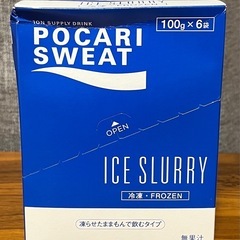 ION SUPPLY DRINK
POCARI
SWEAT
100g×6袋
OPEN
ICE SLURRY
冷凍・FROZEN
凍らせたままもんで飲むタイプ
無果汁